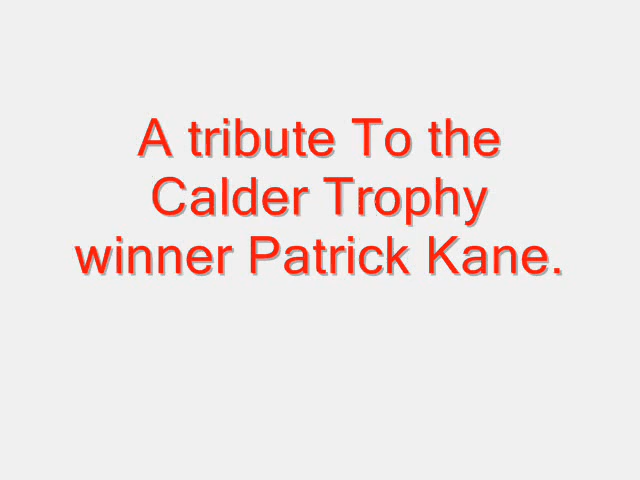 A tribute To the
Calder Trophy
winner Patrick Kane.